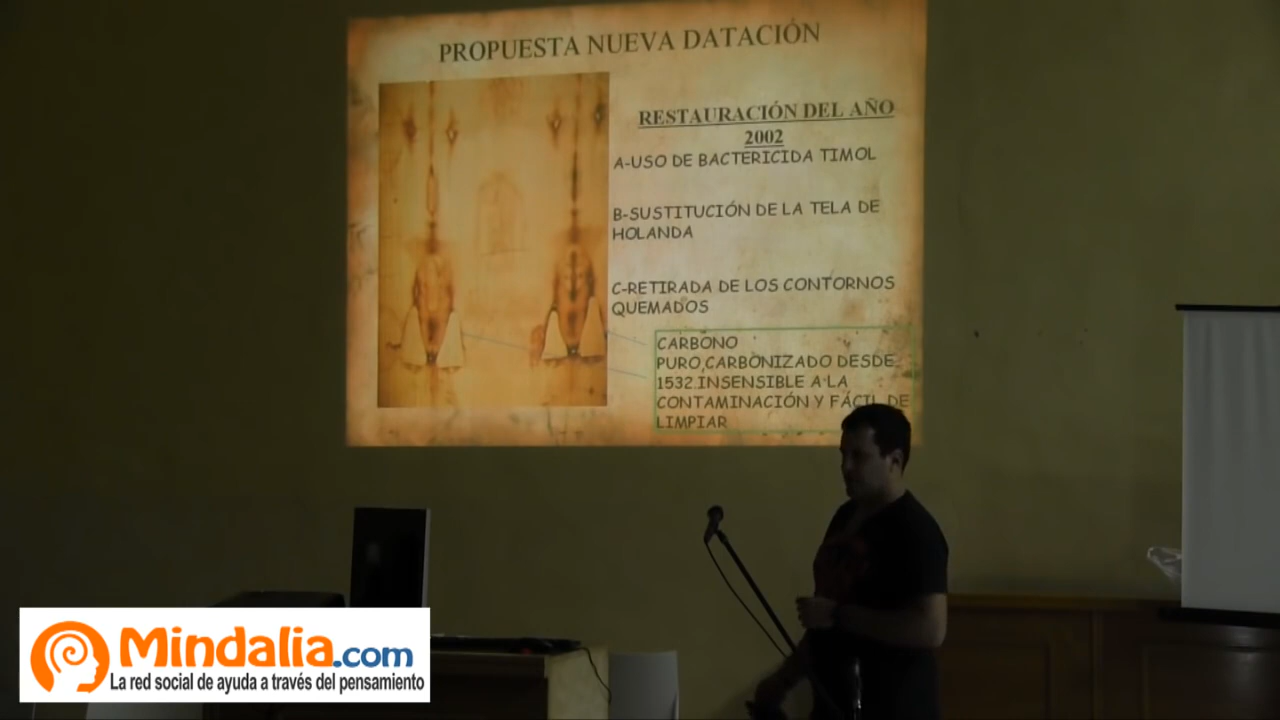 PROPUESTA NUEVA DATACIÓN
RESTAURACIÓN DEL AÑO
2002
A-USO DE BACTERICIDA TIMOL
B-SUSTITUCIÓN DE LA TELA DE
HOLANDA
C-RETIRADA DE LOS CONTORNOS
QUEMADOS
CARBONO
PURO,CARBONIZADO DESDE
1532.INSENSIBLE A LA
CONTAMINACIÓN Y FÁCIL DE
LIMPIAR
Mindalia.com
La red social de ayuda a través del pensamiento